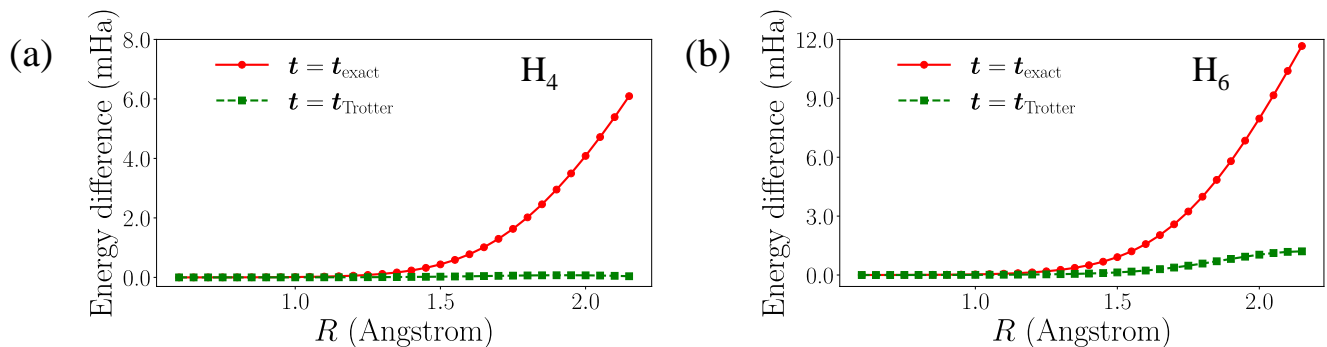 (a)
Energy difference (mHa)
8.0
6.0
4.0
2.0
0.0
t = t_exact
t = t_Trotter
H₄
1.0 1.5 2.0
R (Angstrom)
(b)
Energy difference (mHa)
12.0
9.0
6.0
3.0
0.0
t = t_exact
t = t_Trotter
H₆
1.0 1.5 2.0
R (Angstrom)